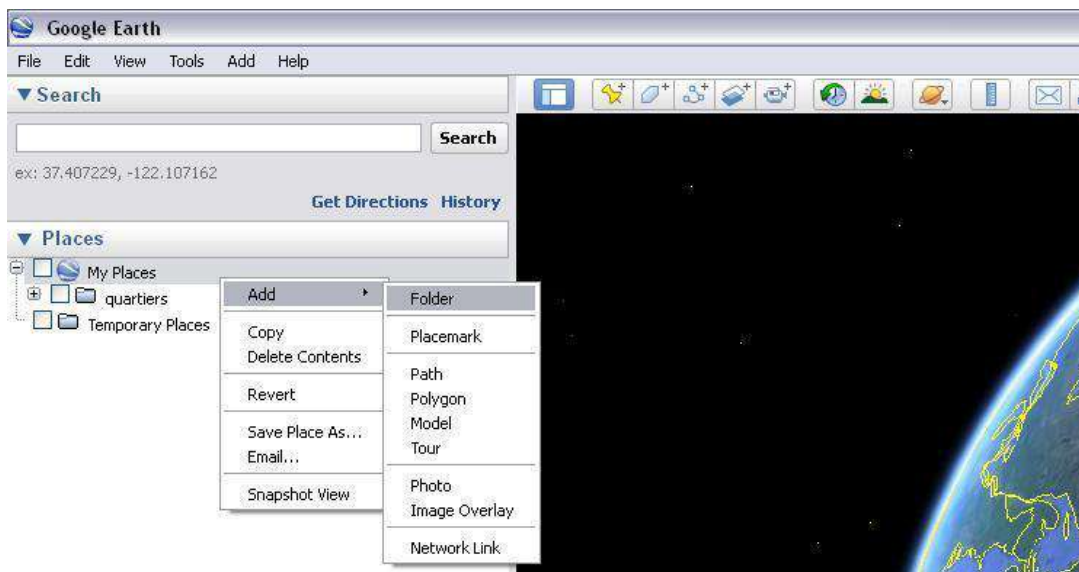 Google Earth
File Edit View Tools Add Help
Search
Search
ex: 37.407229, -122.107162
Get Directions History
Places
My Places
quartiers
Temporary Places
Add
Copy
Delete Contents
Revert
Save Place As...
Email...
Snapshot View
Folder
Placemark
Path
Polygon
Model
Tour
Photo
Image Overlay
Network Link